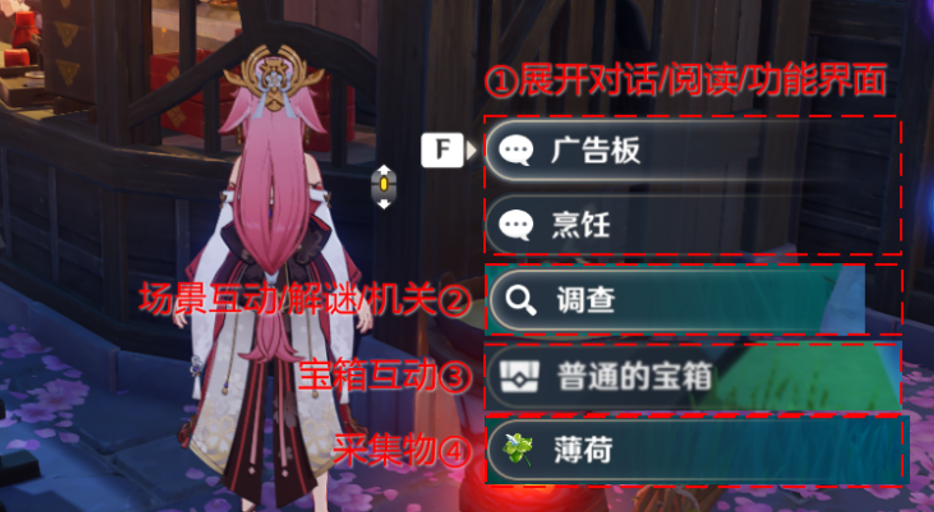 ①展开对话/阅读/功能界面
F
广告板
烹饪
场景互动/解谜/机关②
调查
宝箱互动③
普通的宝箱
采集物④
薄荷